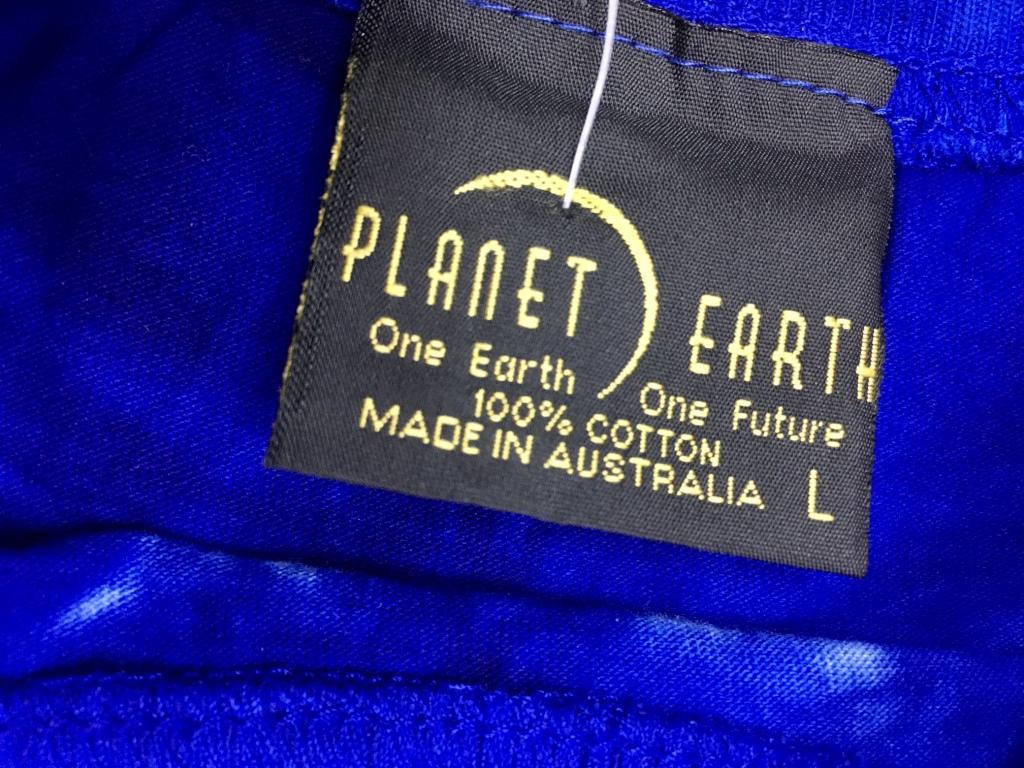 PLANET EARTH
One Earth One Future
100% COTTON
MADE IN AUSTRALIA L